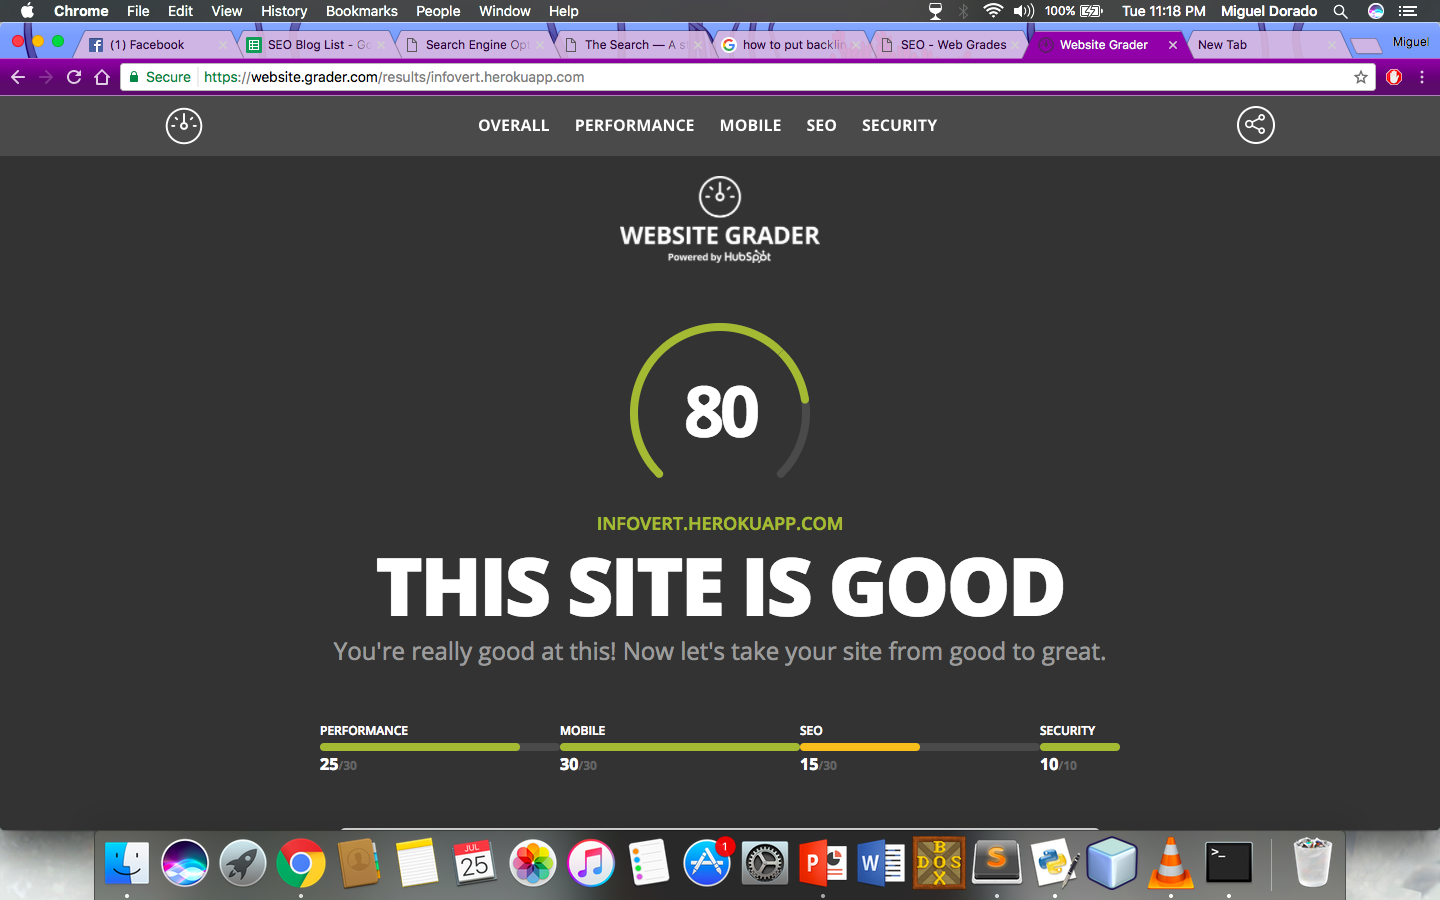 Chrome File Edit View History Bookmarks People Window Help 100% Tue 11:18 PM Miguel Dorado
(1) Facebook SEO Blog List - Go Search Engine Opt The Search — A s how to put backlin SEO - Web Grades Website Grader New Tab Miguel
Secure https://website.grader.com/results/infovert.herokuapp.com
OVERALL PERFORMANCE MOBILE SEO SECURITY
WEBSITE GRADER
Powered by HubSpot
80
INFOVERT.HEROKUAPP.COM
THIS SITE IS GOOD
You're really good at this! Now let's take your site from good to great.
PERFORMANCE MOBILE SEO SECURITY
25/30 30/30 15/30 10/10
JUL
25
1
P
W
BOX
DOS
S
>_